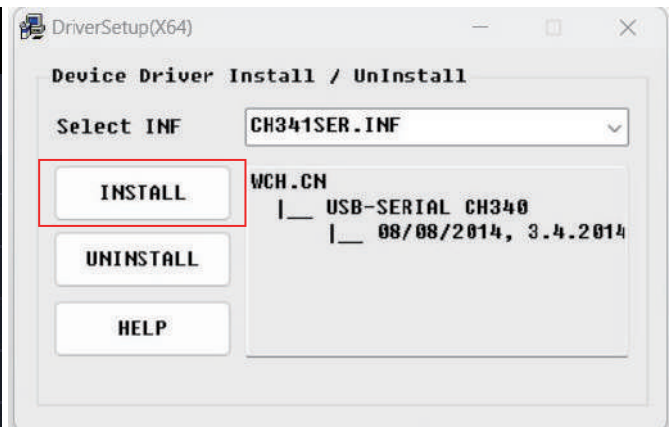 DriverSetup(X64)
Device Driver Install / UnInstall
Select INF
CH341SER.INF
INSTALL
WCH.CN
|__ USB-SERIAL CH340
|__ 08/08/2014, 3.4.2014
UNINSTALL
HELP